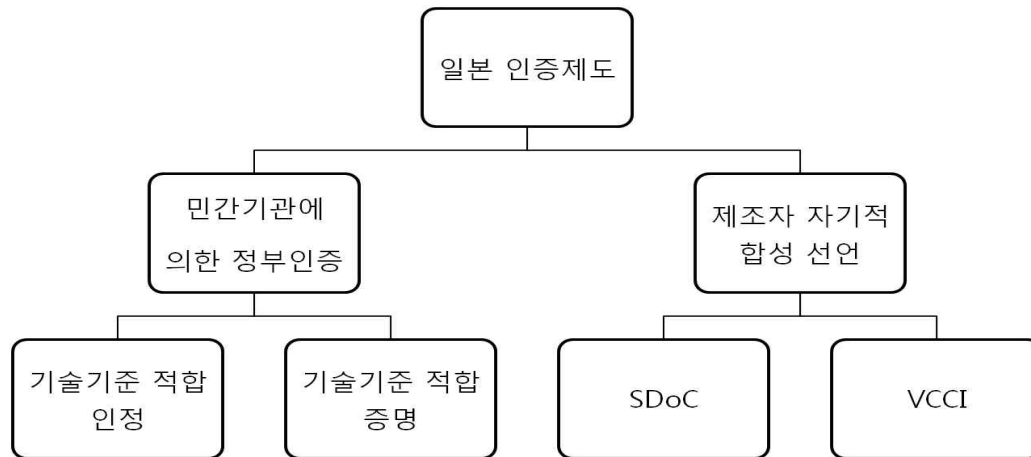 일본 인증제도
민간기관에
의한 정부인증
제조자 자기적
합성 선언
기술기준 적합
인정
기술기준 적합
증명
SDoC
VCCI